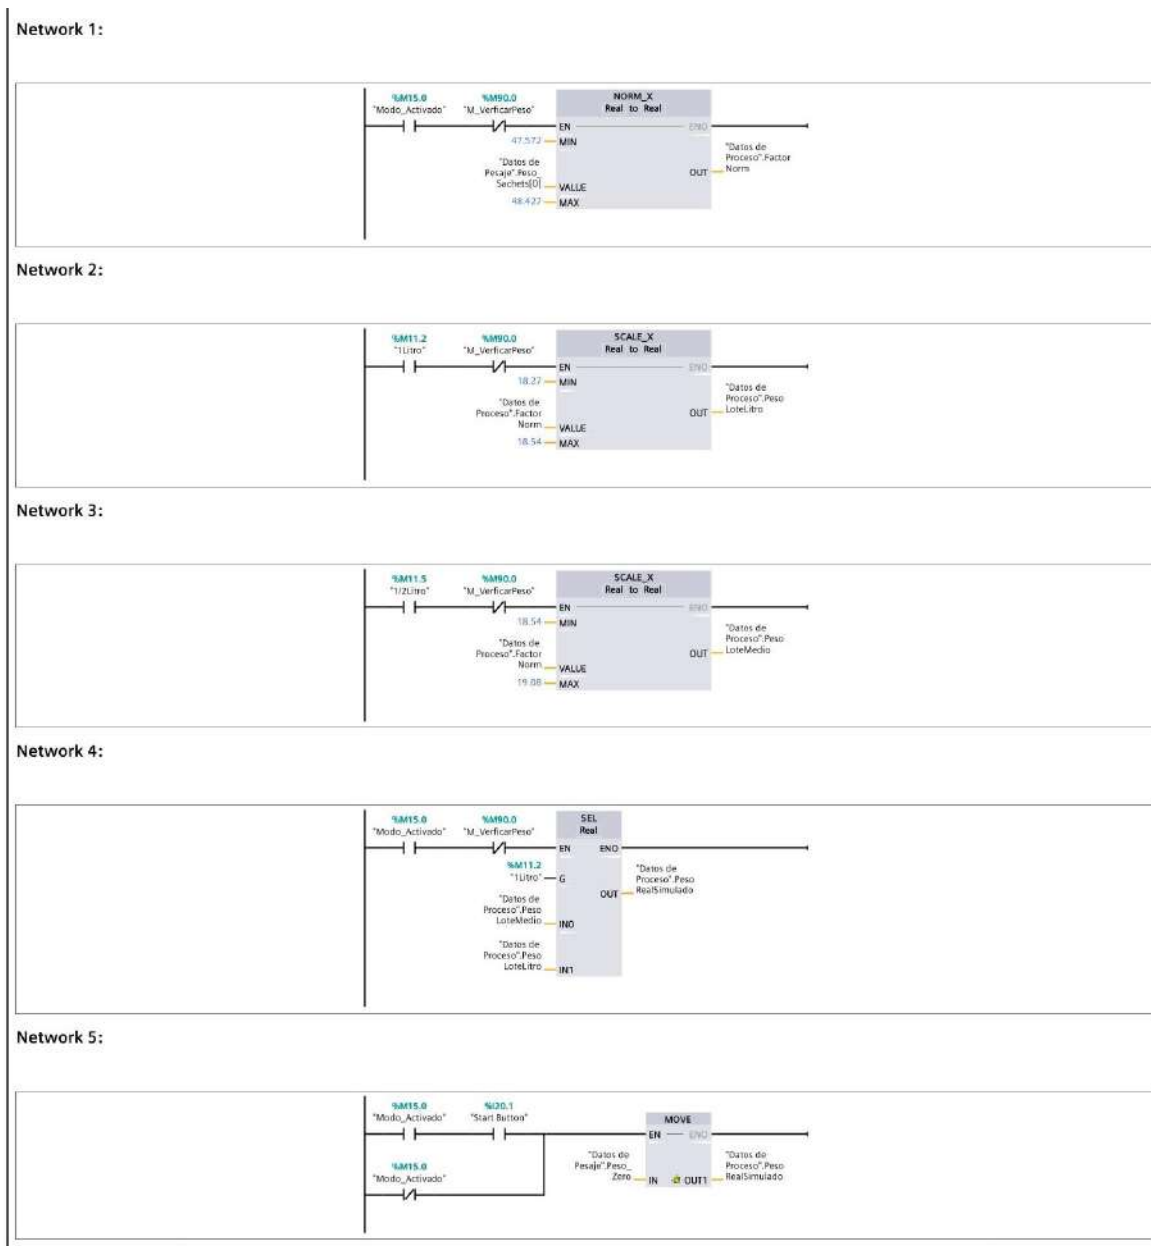 Network 1:
%M15.0
"Modo_Activado"
%M90.0
"M_VerficarPeso"
NORM_X
Real to Real
EN
ENO
47.572
MIN
"Datos de
Pesaje".Peso_
Sachets[0]
VALUE
48.427
MAX
OUT
"Datos de
Proceso".Factor
Norm
Network 2:
%M11.2
"1Litro"
%M90.0
"M_VerficarPeso"
SCALE_X
Real to Real
EN
ENO
18.27
MIN
"Datos de
Proceso".Factor
Norm
VALUE
18.54
MAX
OUT
"Datos de
Proceso".Peso
LoteLitro
Network 3:
%M11.5
"1/2Litro"
%M90.0
"M_VerficarPeso"
SCALE_X
Real to Real
EN
ENO
18.54
MIN
"Datos de
Proceso".Factor
Norm
VALUE
19.08
MAX
OUT
"Datos de
Proceso".Peso
LoteMedio
Network 4:
%M15.0
"Modo_Activado"
%M90.0
"M_VerficarPeso"
SEL
Real
EN
ENO
%M11.2
"1Litro"
G
"Datos de
Proceso".Peso
LoteMedio
IN0
"Datos de
Proceso".Peso
LoteLitro
IN1
OUT
"Datos de
Proceso".Peso
RealSimulado
Network 5:
%M15.0
"Modo_Activado"
%I20.1
"Start Button"
%M15.0
"Modo_Activado"
MOVE
EN
ENO
"Datos de
Pesaje".Peso_
Zero
IN
OUT1
"Datos de
Proceso".Peso
RealSimulado